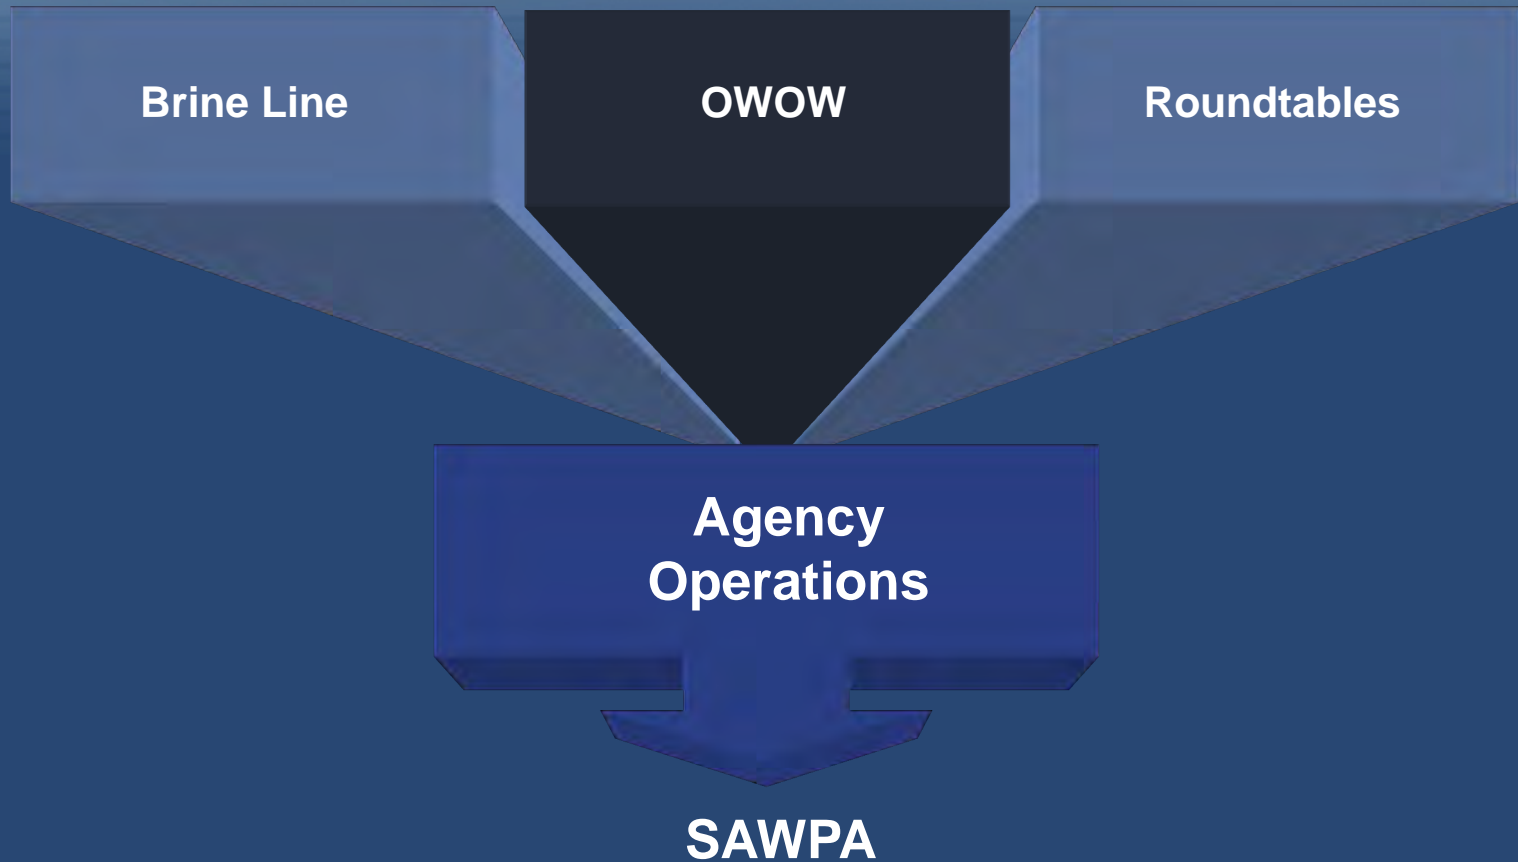 Brine Line
OWOW
Roundtables
Agency
Operations
SAWPA